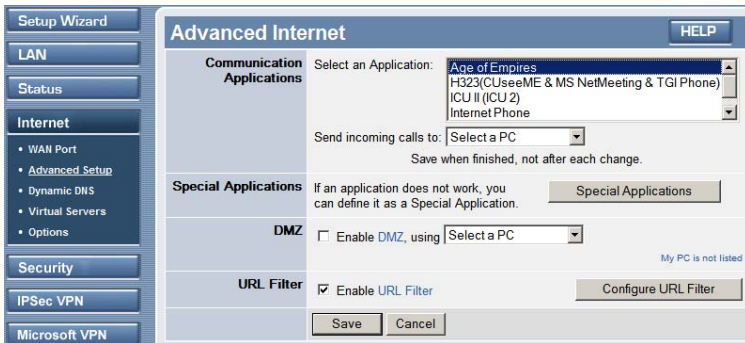 Setup Wizard
LAN
Status
Internet
• WAN Port
• Advanced Setup
• Dynamic DNS
• Virtual Servers
• Options
Security
IPSec VPN
Microsoft VPN
Advanced Internet
HELP
Communication
Applications
Select an Application:
Age of Empires
H323(CUseeME & MS NetMeeting & TGI Phone)
ICU II (ICU 2)
Internet Phone
Send incoming calls to:
Select a PC
Save when finished, not after each change.
Special Applications
If an application does not work, you
can define it as a Special Application.
Special Applications
DMZ
Enable DMZ, using
Select a PC
My PC is not listed
URL Filter
Enable URL Filter
Configure URL Filter
Save
Cancel